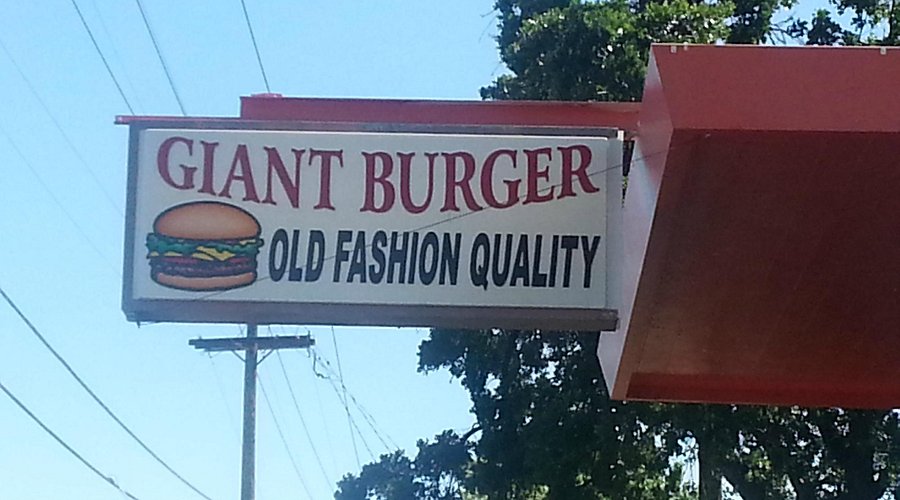 GIANT BURGER
OLD FASHION QUALITY